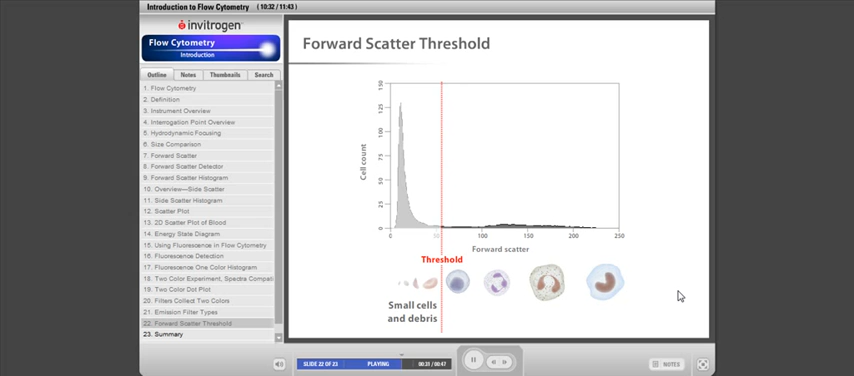 Introduction to Flow Cytometry (10:32 / 11:43)
invitrogen
Flow Cytometry
Introduction
Outline Notes Thumbnails Search
1. Flow Cytometry
2. Definition
3. Instrument Overview
4. Interrogation Point Overview
5. Hydrodynamic Focusing
6. Size Comparison
7. Forward Scatter
8. Forward Scatter Detector
9. Forward Scatter Histogram
10. Overview—Side Scatter
11. Side Scatter Histogram
12. Scatter Plot
13. 2D Scatter Plot of Blood
14. Energy State Diagram
15. Using Fluorescence in Flow Cytometry
16. Fluorescence Detection
17. Fluorescence One Color Histogram
18. Two Color Experiment, Spectra Compati
19. Two Color Dot Plot
20. Filters Collect Two Colors
21. Emission Filter Types
22. Forward Scatter Threshold
23. Summary
Forward Scatter Threshold
150
125
100
75
50
25
0
Cell count
0 50 100 150 200 250
Forward scatter
Threshold
Small cells
and debris
SLIDE 22 OF 23 PLAYING 00:31 / 00:47
NOTES